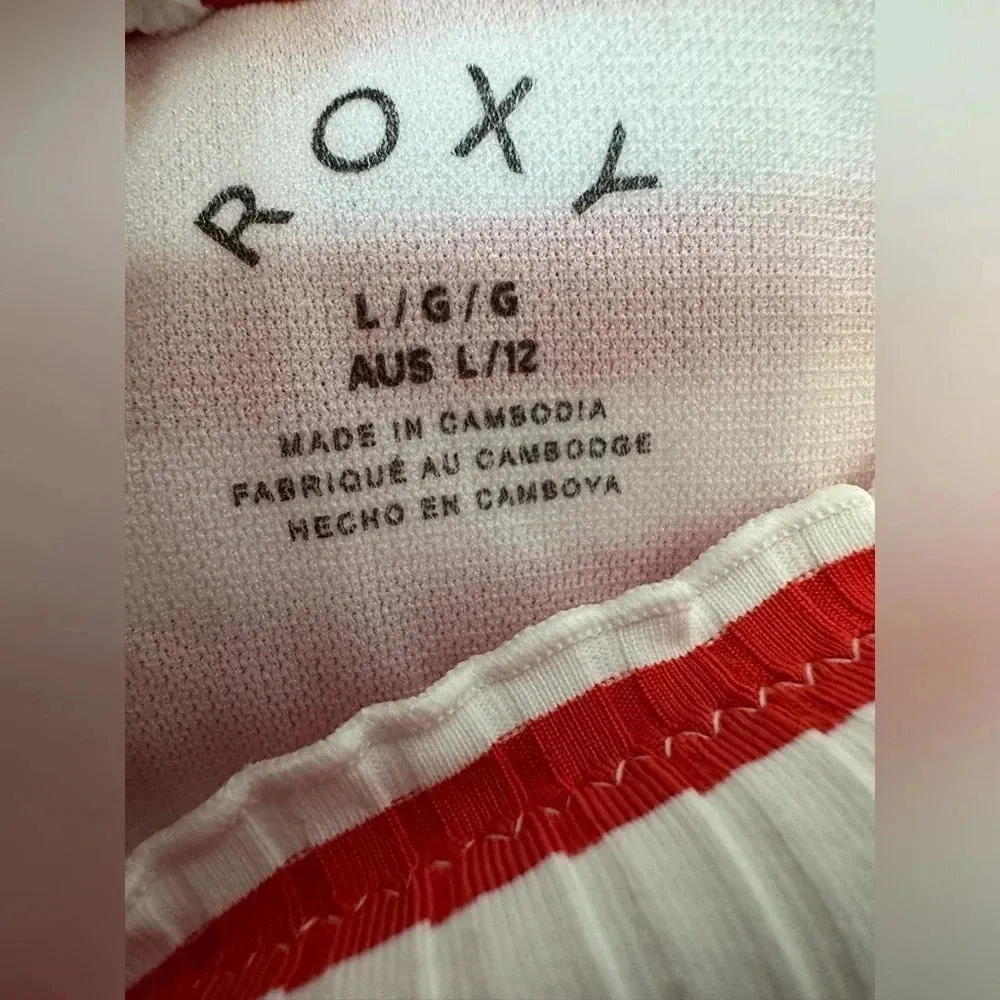 ROXY
L/G/G
AUS L/12
MADE IN CAMBODIA
FABRIQUÉ AU CAMBODGE
HECHO EN CAMBOYA